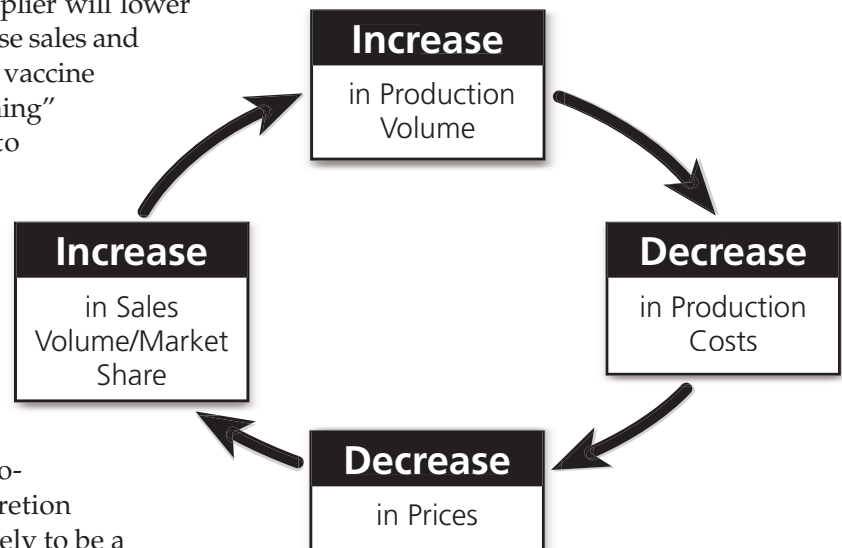 plier will lower
se sales and
vaccine
ing”
to
Increase
in Production
Volume
Increase
in Sales
Volume/Market
Share
Decrease
in Production
Costs
o-
retion
ely to be a
Decrease
in Prices